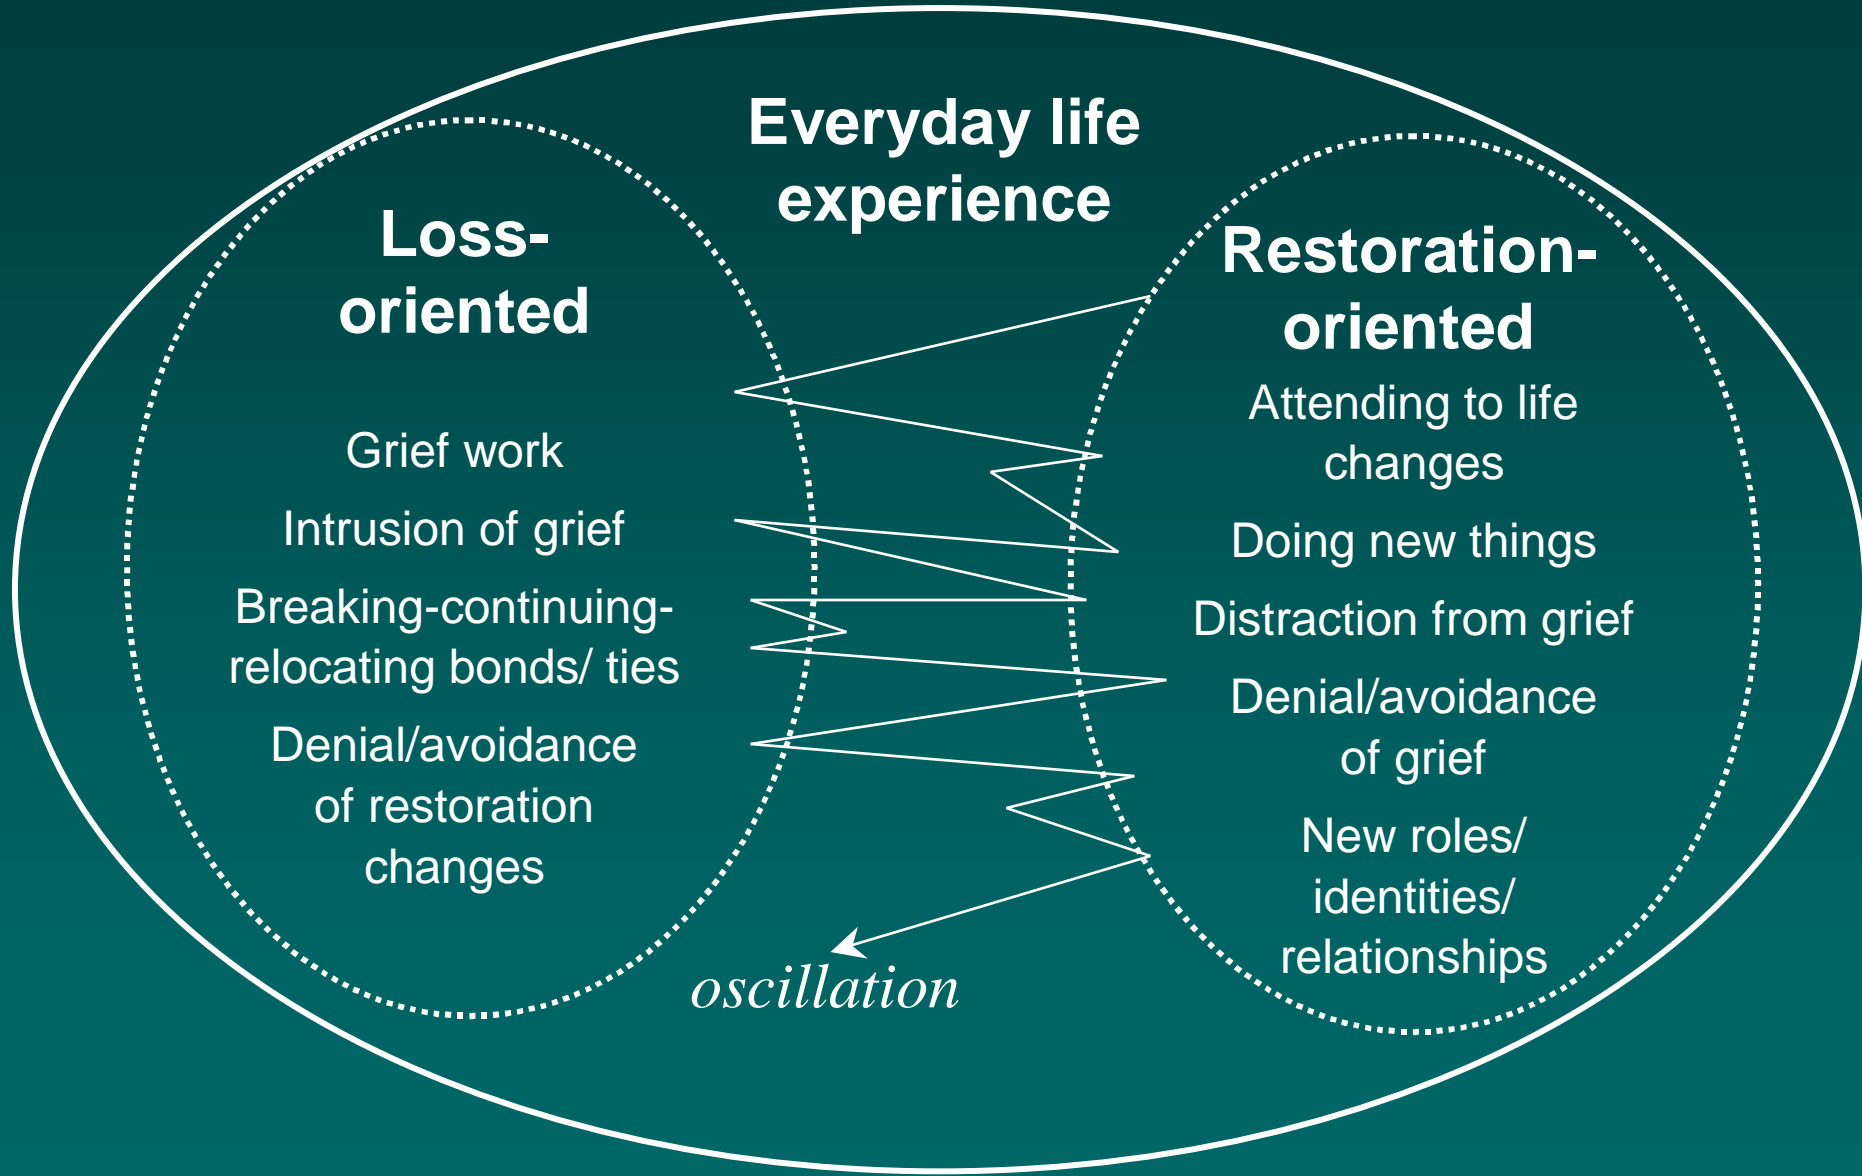 Everyday life
experience
Loss-
oriented
Grief work
Intrusion of grief
Breaking-continuing-
relocating bonds/ ties
Denial/avoidance
of restoration
changes
Restoration-
oriented
Attending to life
changes
Doing new things
Distraction from grief
Denial/avoidance
of grief
New roles/
identities/
relationships
oscillation